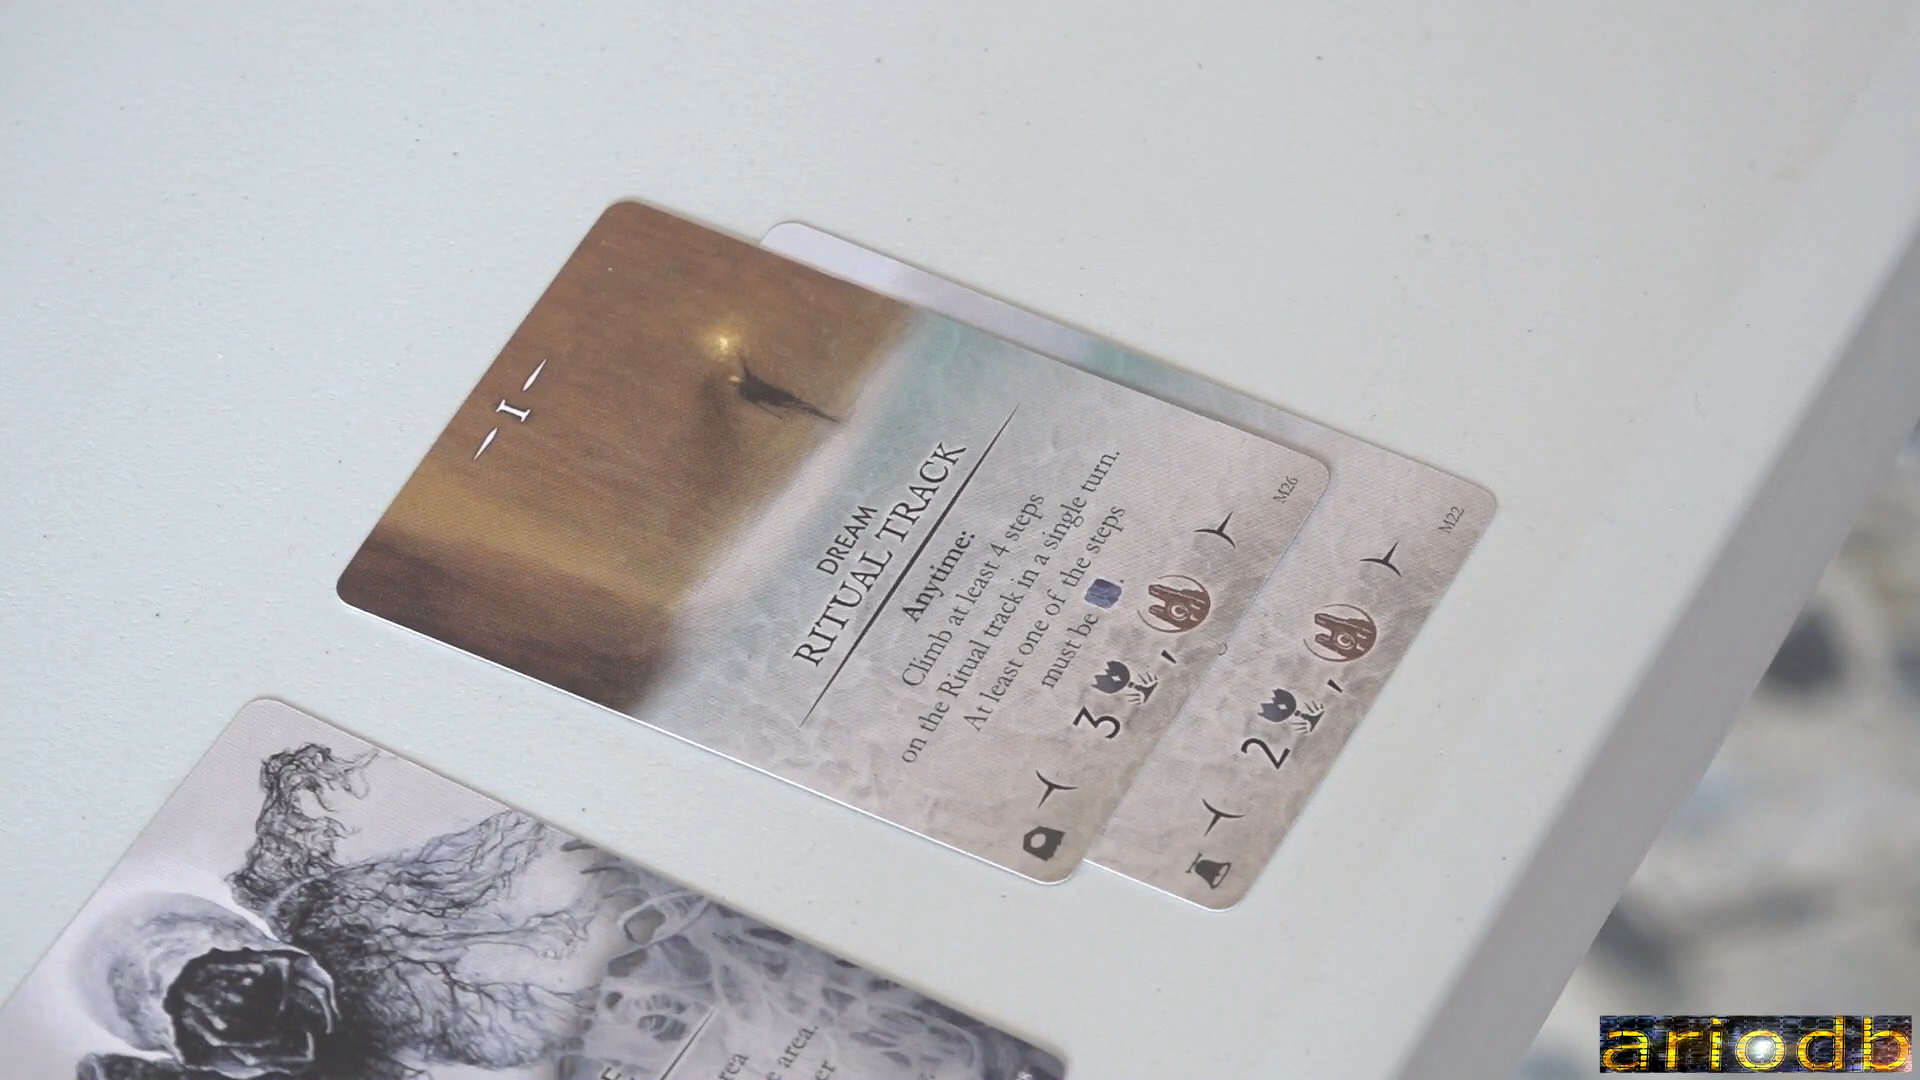 I
DREAM
RITUAL TRACK
Anytime:
Climb at least 4 steps
on the Ritual track in a single turn.
At least one of the steps
must be .
3 ,
M26
2 ,
M22
area.
ariodb